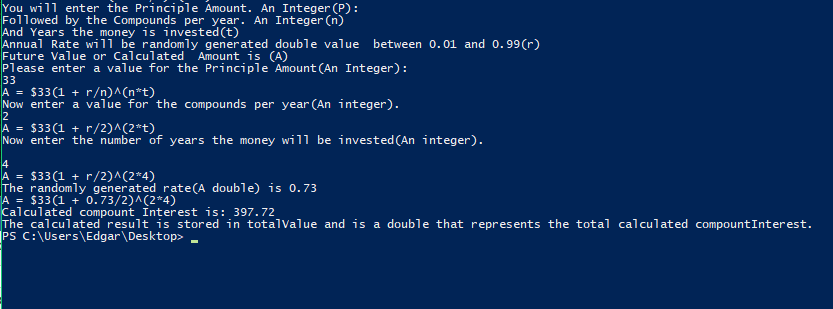 You will enter the Principle Amount. An Integer(P):
Followed by the Compounds per year. An Integer(n)
And Years the money is invested(t)
Annual Rate will be randomly generated double value  between 0.01 and 0.99(r)
Future Value or Calculated  Amount is (A)
Please enter a value for the Principle Amount(An Integer):
33
A = $33(1 + r/n)^(n*t)
Now enter a value for the compounds per year(An integer).
2
A = $33(1 + r/2)^(2*t)
Now enter the number of years the money will be invested(An integer).
4
A = $33(1 + r/2)^(2*4)
The randomly generated rate(A double) is 0.73
A = $33(1 + 0.73/2)^(2*4)
Calculated compount Interest is: 397.72
The calculated result is stored in totalValue and is a double that represents the total calculated compountInterest.
PS C:\Users\Edgar\Desktop> _